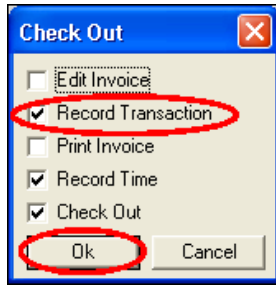 Check Out
Edit Invoice
Record Transaction
Print Invoice
Record Time
Check Out
Ok Cancel